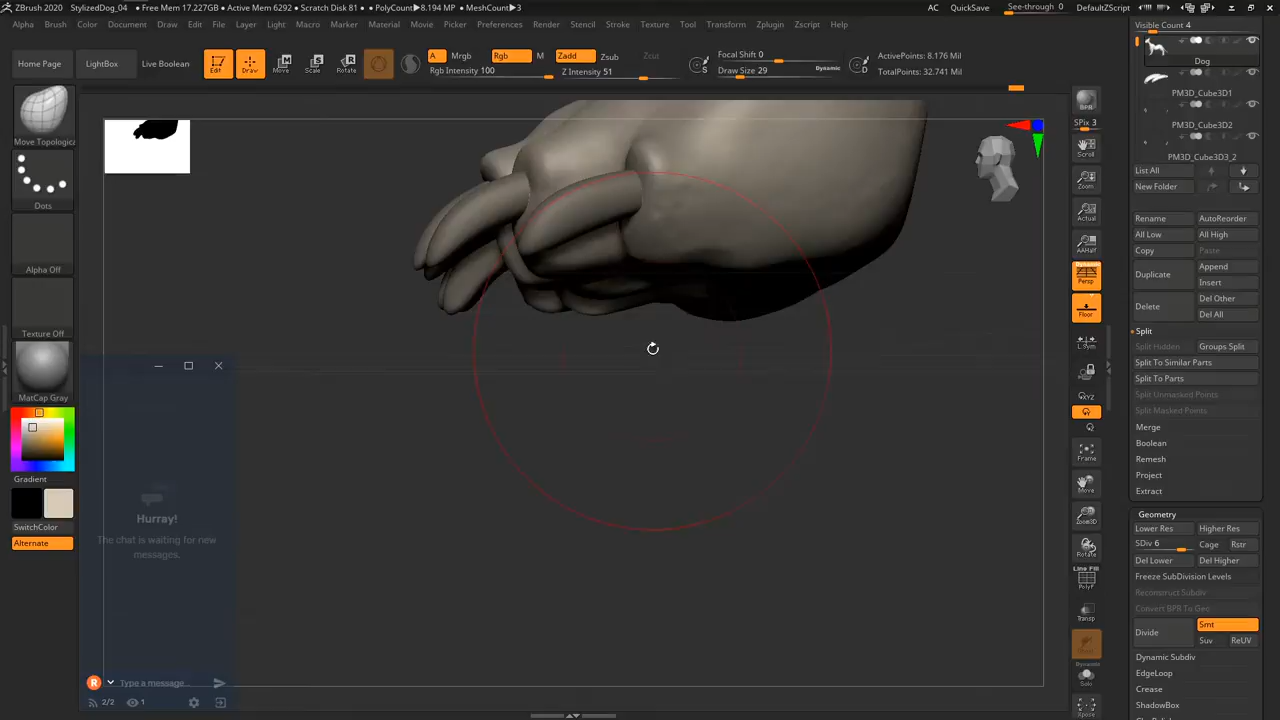 ZBrush 2020 StylizedDog_04 • Free Mem 17.227GB • Active Mem 6292 • Scratch Disk 81 • PolyCount▶8.194 MP • MeshCount▶3
AC QuickSave See-through 0 Menus DefaultZScript
Alpha Brush Color Document Draw Edit File Layer Light Macro Marker Material Movie Picker Preferences Render Stencil Stroke Texture Tool Transform Zplugin Zscript
Visible Count 4
Home Page LightBox Live Boolean
Edit Draw Move Scale Rotate
A Mrgb Rgb M Zadd Zsub Zcut
Rgb Intensity 100 Z Intensity 51
Focal Shift 0
Draw Size 29 Dynamic
S D
ActivePoints: 8.176 Mil
TotalPoints: 32.741 Mil
Move Topologica
Dots
Alpha Off
Texture Off
MatCap Gray
Gradient
SwitchColor
Alternate
Hurray!
The chat is waiting for new
messages.
R Type a message...
2/2 1
BPR
SPix 3
Scroll
Zoom
Actual
AAHalf
Dynamic
Persp
Floor
L.Sym
XYZ
Y
Frame
Move
Zoom3D
Rotate
Line Fill
PolyF
Transp
Dynamic
Solo
Xpose
Dog
PM3D_Cube3D1
PM3D_Cube3D2
PM3D_Cube3D3_2
List All
New Folder
Rename AutoReorder
All Low All High
Copy Paste
Duplicate Append
Insert
Delete Del Other
Del All
Split
Split Hidden Groups Split
Split To Similar Parts
Split To Parts
Split Unmasked Points
Split Masked Points
Merge
Boolean
Remesh
Project
Extract
Geometry
Lower Res Higher Res
SDiv 6 Cage Rstr
Del Lower Del Higher
Freeze SubDivision Levels
Reconstruct Subdiv
Convert BPR To Geo
Divide Smt
Suv ReUV
Dynamic Subdiv
EdgeLoop
Crease
ShadowBox